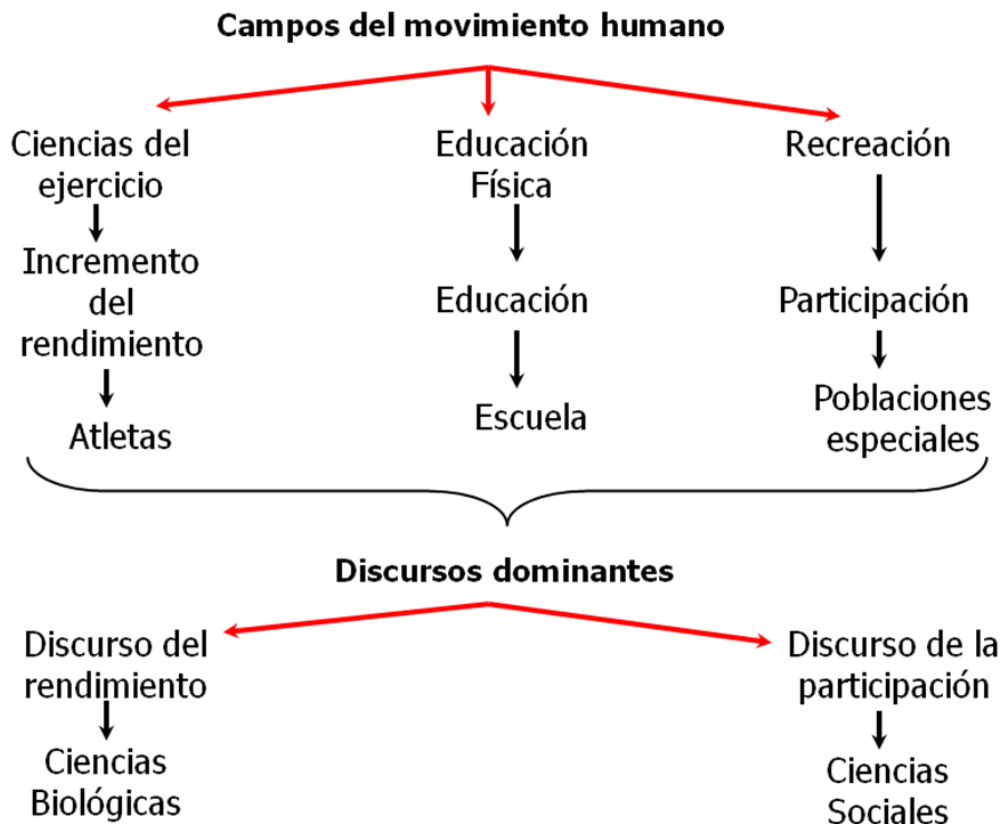 Campos del movimiento humano
Ciencias del
ejercicio
Educación
Física
Recreación
Incremento
del
rendimiento
Educación
Participación
Atletas
Escuela
Poblaciones
especiales
Discursos dominantes
Discurso del
rendimiento
Discurso de la
participación
Ciencias
Biológicas
Ciencias
Sociales